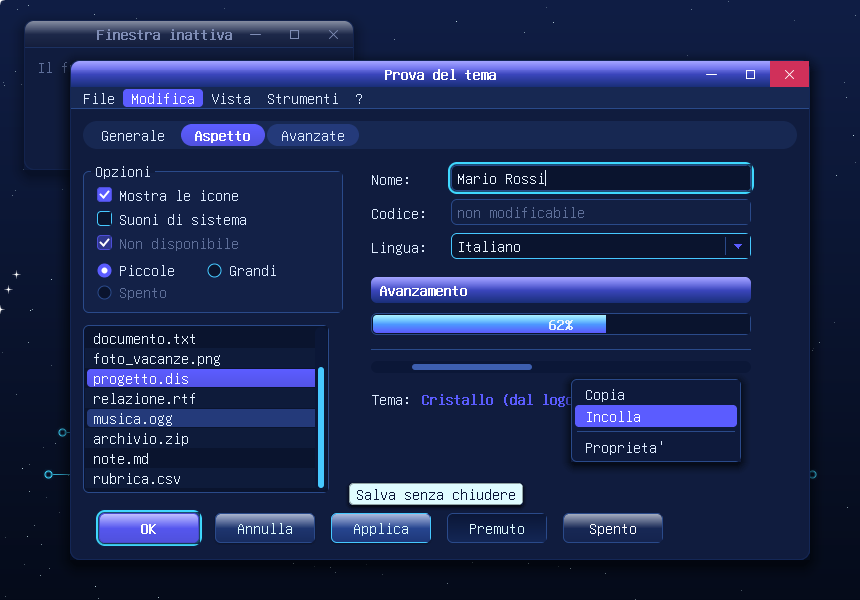 Finestra inattiva
Il f
Prova del tema
File Modifica Vista Strumenti ?
Generale Aspetto Avanzate
Opzioni
Mostra le icone
Suoni di sistema
Non disponibile
Piccole Grandi
Spento
Nome: Mario Rossi
Codice: non modificabile
Lingua: Italiano
Avanzamento
62%
documento.txt
foto_vacanze.png
progetto.dis
relazione.rtf
musica.ogg
archivio.zip
note.md
rubrica.csv
Tema: Cristallo (dal logo
Copia
Incolla
Proprieta'
Salva senza chiudere
OK Annulla Applica Premuto Spento